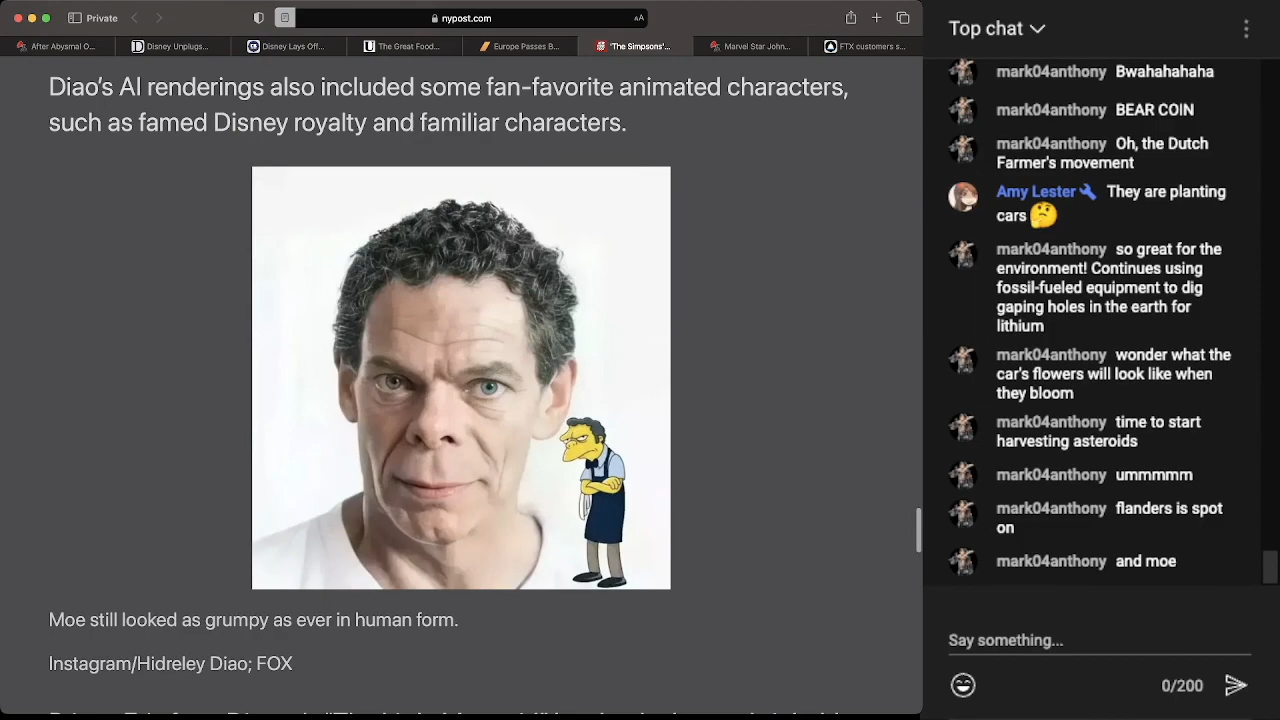 Private
nypost.com
AA
After Abysmal O...
Disney Unplugs...
Disney Lays Off...
The Great Food...
Europe Passes B...
'The Simpsons'...
Marvel Star John...
FTX customers s...
Diao's AI renderings also included some fan-favorite animated characters,
such as famed Disney royalty and familiar characters.
Moe still looked as grumpy as ever in human form.
Instagram/Hidreley Diao; FOX
Top chat
mark04anthony Bwahahahaha
mark04anthony BEAR COIN
mark04anthony Oh, the Dutch
Farmer's movement
Amy Lester They are planting
cars
mark04anthony so great for the
environment! Continues using
fossil-fueled equipment to dig
gaping holes in the earth for
lithium
mark04anthony wonder what the
car's flowers will look like when
they bloom
mark04anthony time to start
harvesting asteroids
mark04anthony ummmmm
mark04anthony flanders is spot
on
mark04anthony and moe
Say something...
0/200